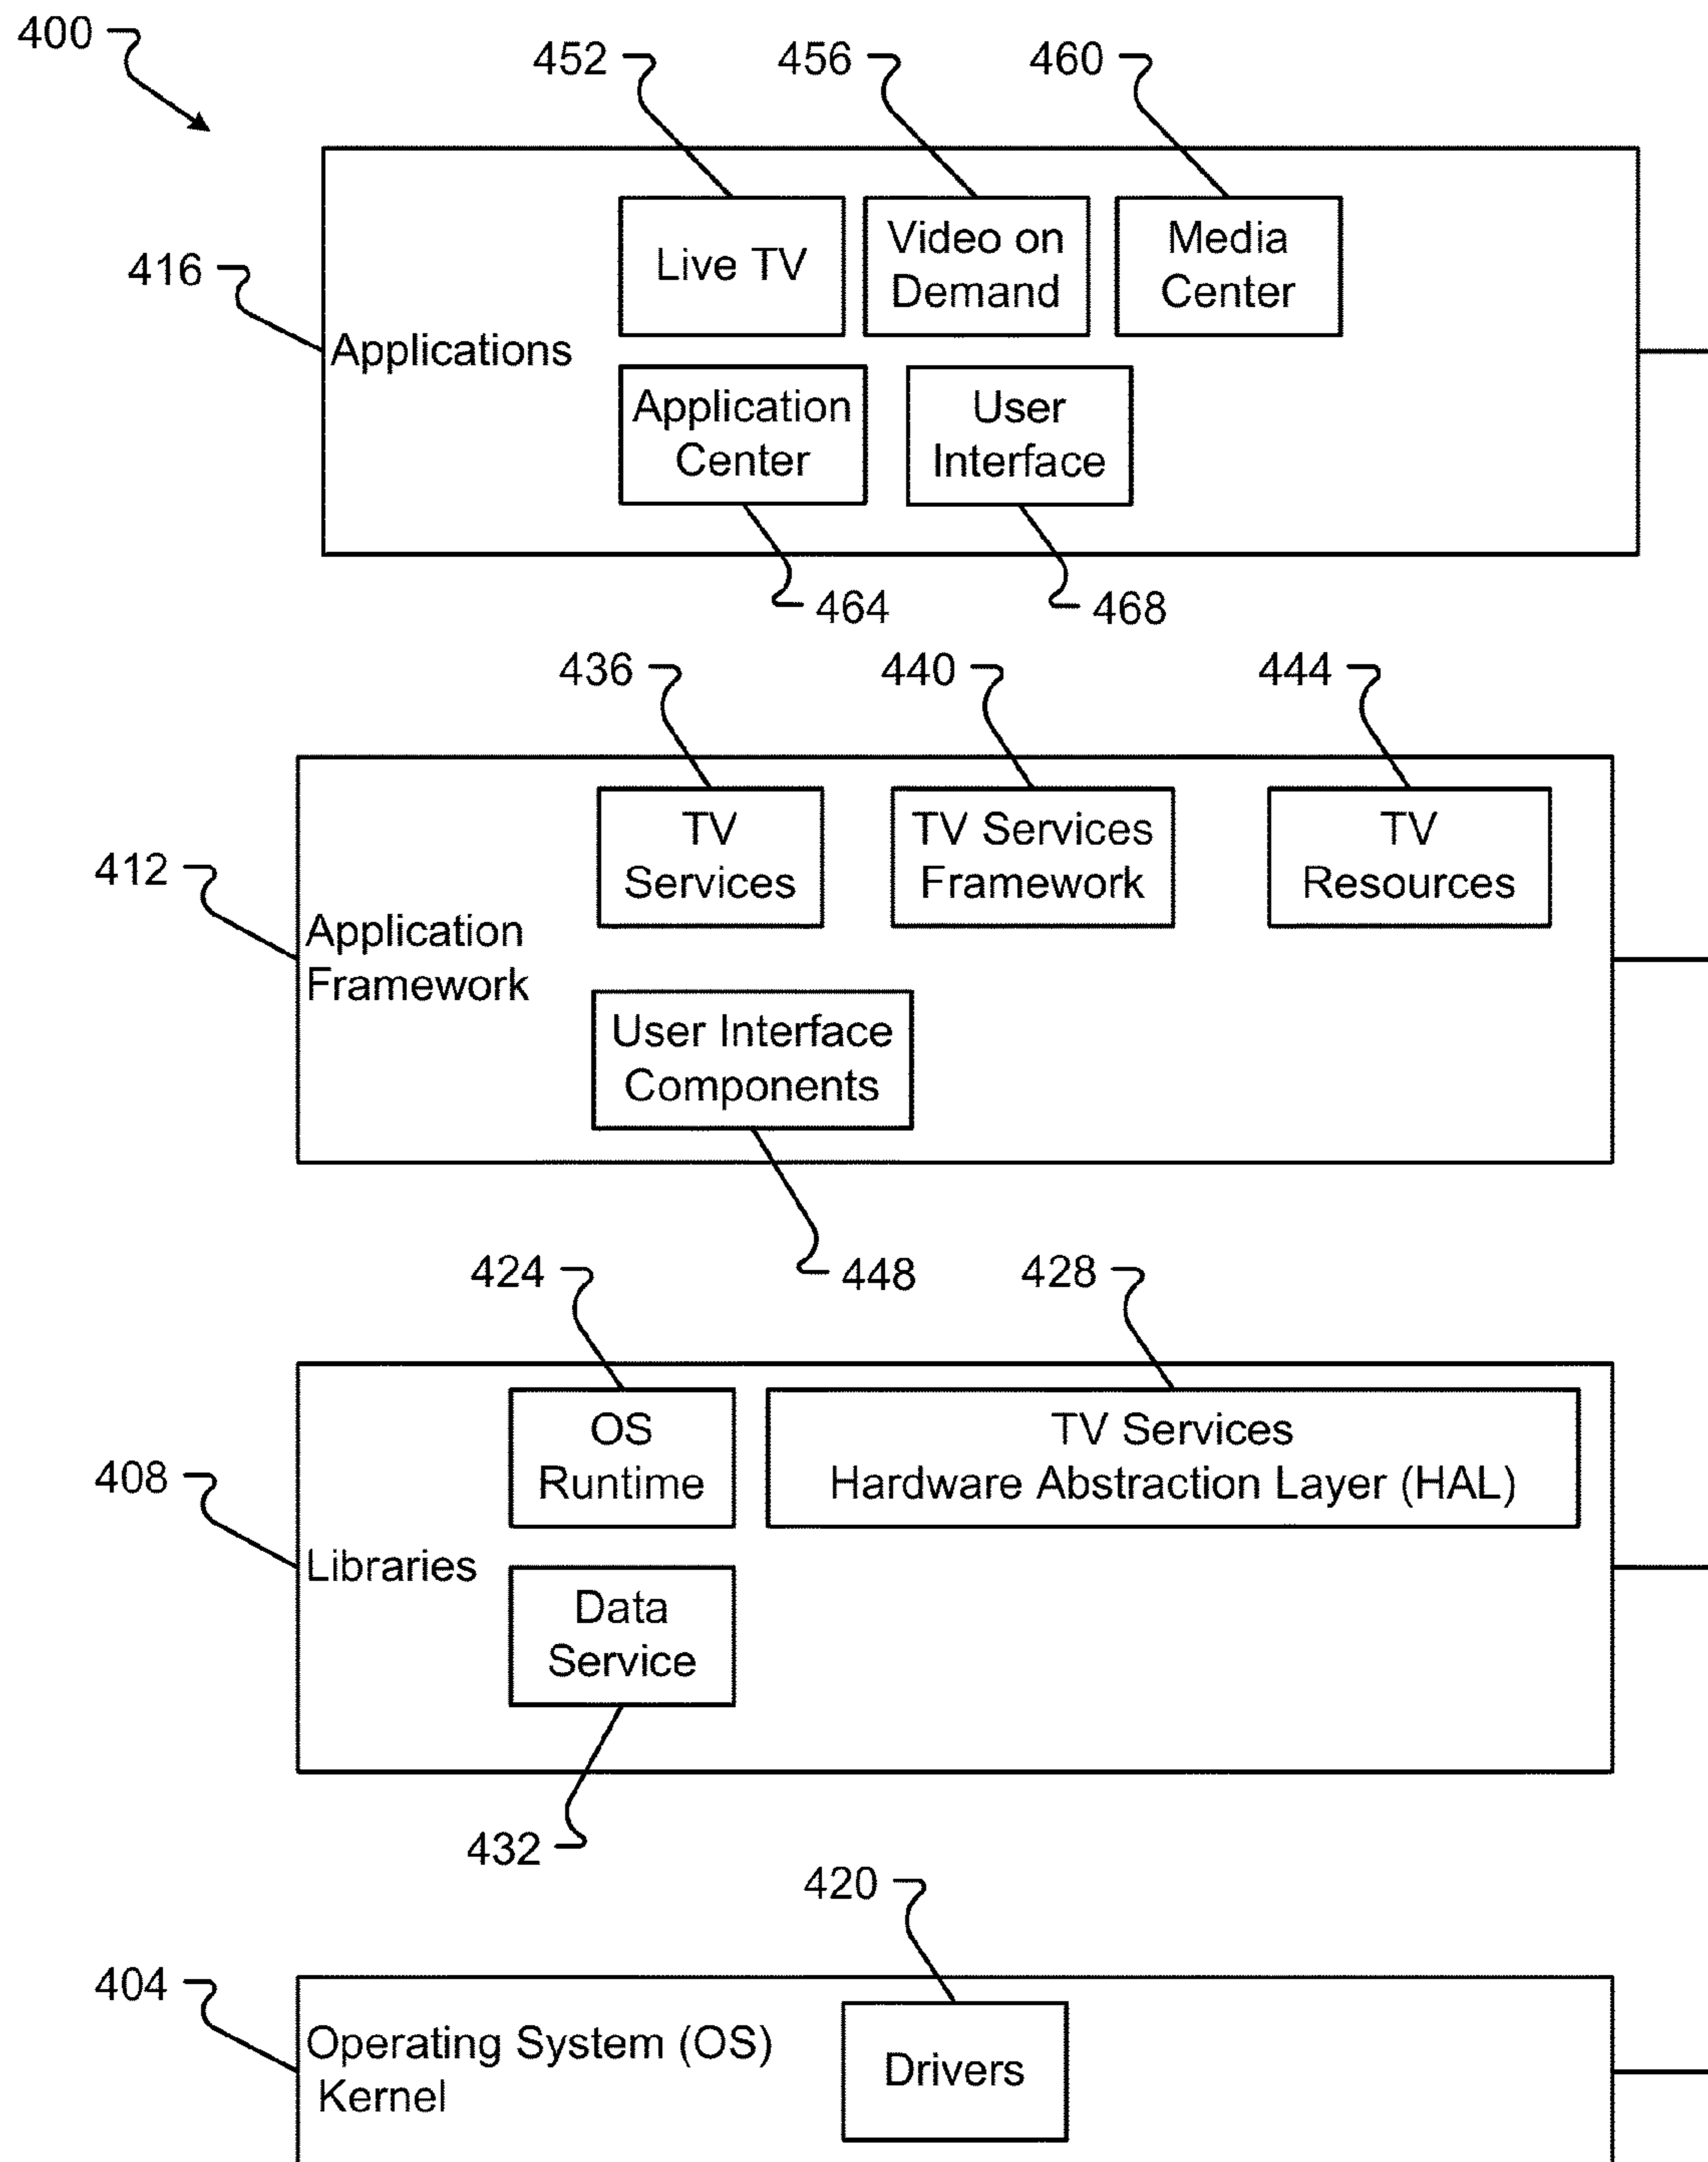 400
452
456
460
416
Live TV
Video on
Demand
Media
Center
Applications
Application
Center
User
Interface
464
468
436
440
444
412
TV
Services
TV Services
Framework
TV
Resources
Application
Framework
User Interface
Components
448
424
428
408
OS
Runtime
TV Services
Hardware Abstraction Layer (HAL)
Libraries
Data
Service
432
420
404
Operating System (OS)
Kernel
Drivers